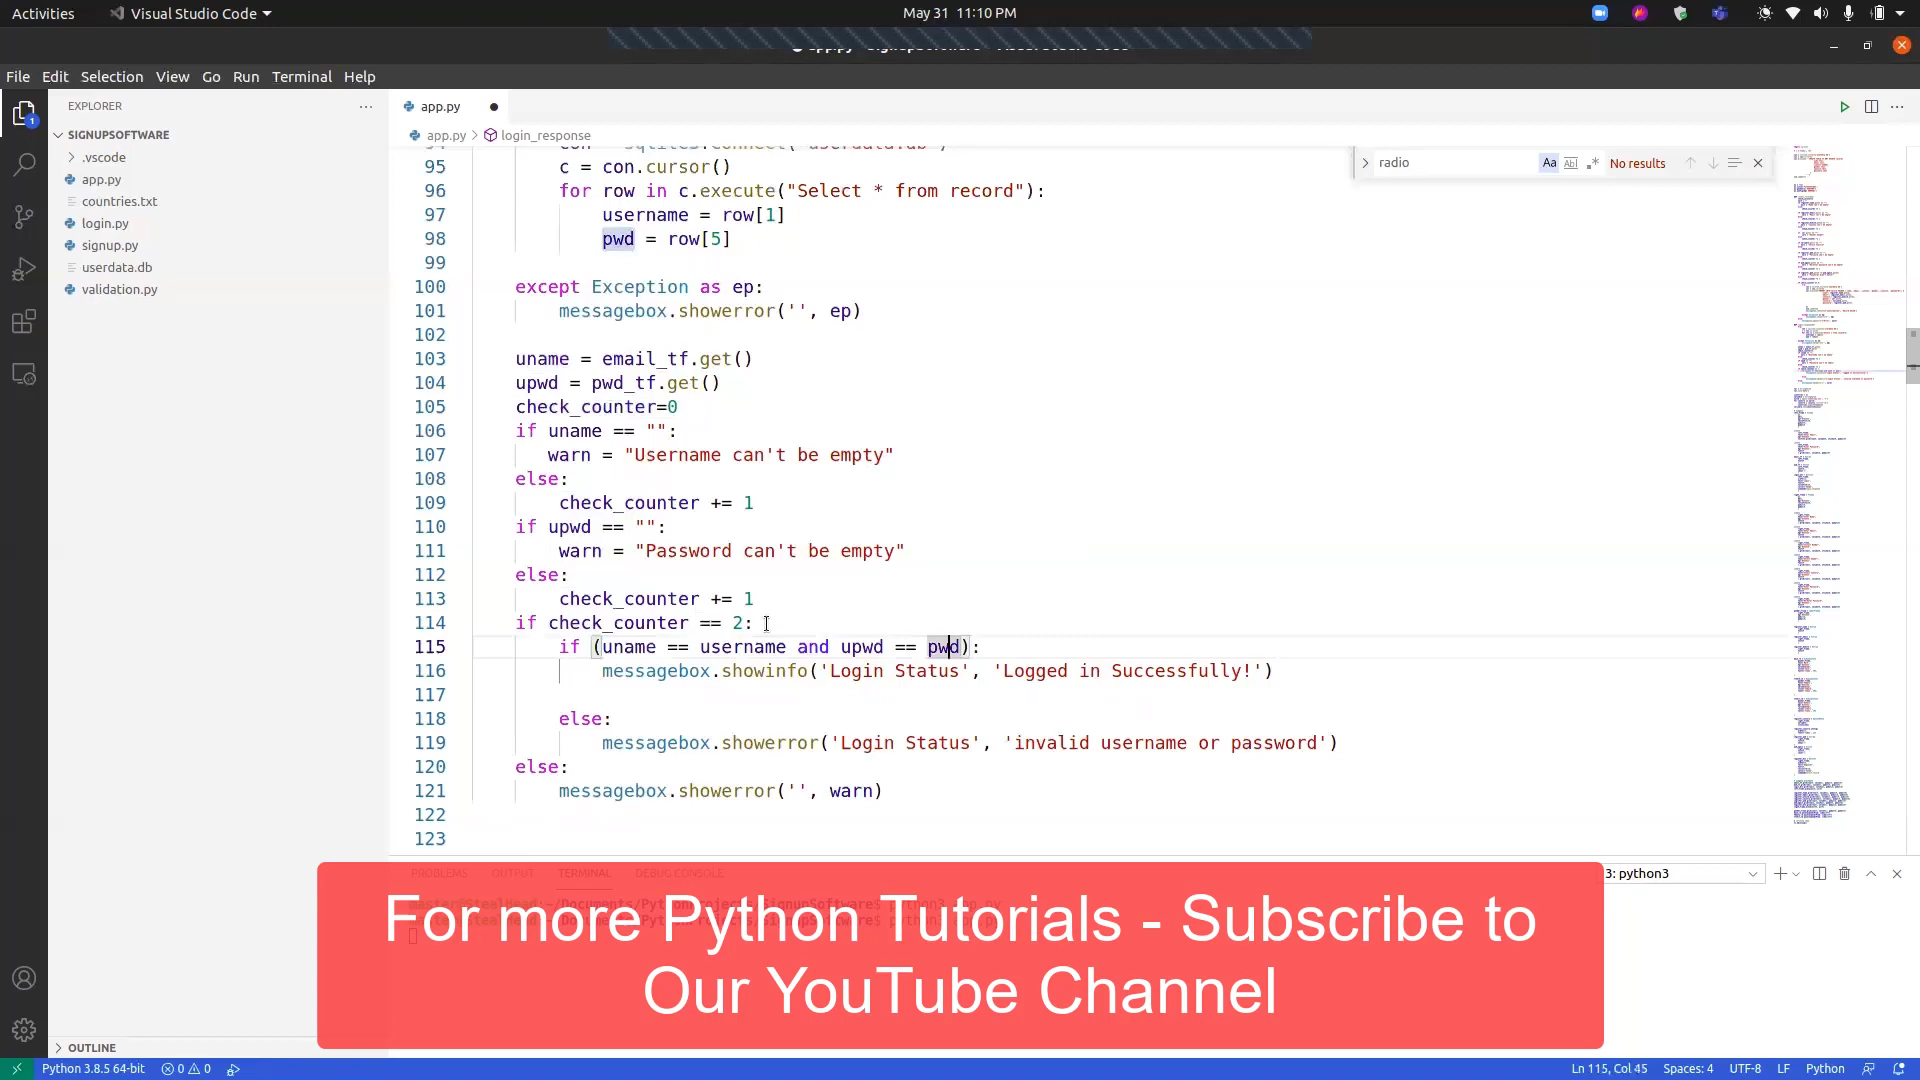 Activities
Visual Studio Code
May 31 11:10 PM
File Edit Selection View Go Run Terminal Help
EXPLORER
SIGNUPSOFTWARE
.vscode
app.py
countries.txt
login.py
signup.py
userdata.db
validation.py
OUTLINE
app.py
app.py > login_response
radio
Aa
No results
95 c = con.cursor()
96 for row in c.execute("Select * from record"):
97 username = row[1]
98 pwd = row[5]
99
100 except Exception as ep:
101 messagebox.showerror('', ep)
102
103 uname = email_tf.get()
104 upwd = pwd_tf.get()
105 check_counter=0
106 if uname == "":
107 warn = "Username can't be empty"
108 else:
109 check_counter += 1
110 if upwd == "":
111 warn = "Password can't be empty"
112 else:
113 check_counter += 1
114 if check_counter == 2:
115 if (uname == username and upwd == pwd):
116 messagebox.showinfo('Login Status', 'Logged in Successfully!')
117
118 else:
119 messagebox.showerror('Login Status', 'invalid username or password')
120 else:
121 messagebox.showerror('', warn)
122
123
PROBLEMS OUTPUT TERMINAL DEBUG CONSOLE
3: python3
For more Python Tutorials - Subscribe to
Our YouTube Channel
Python 3.8.5 64-bit
0 0
Ln 115, Col 45
Spaces: 4
UTF-8
LF
Python